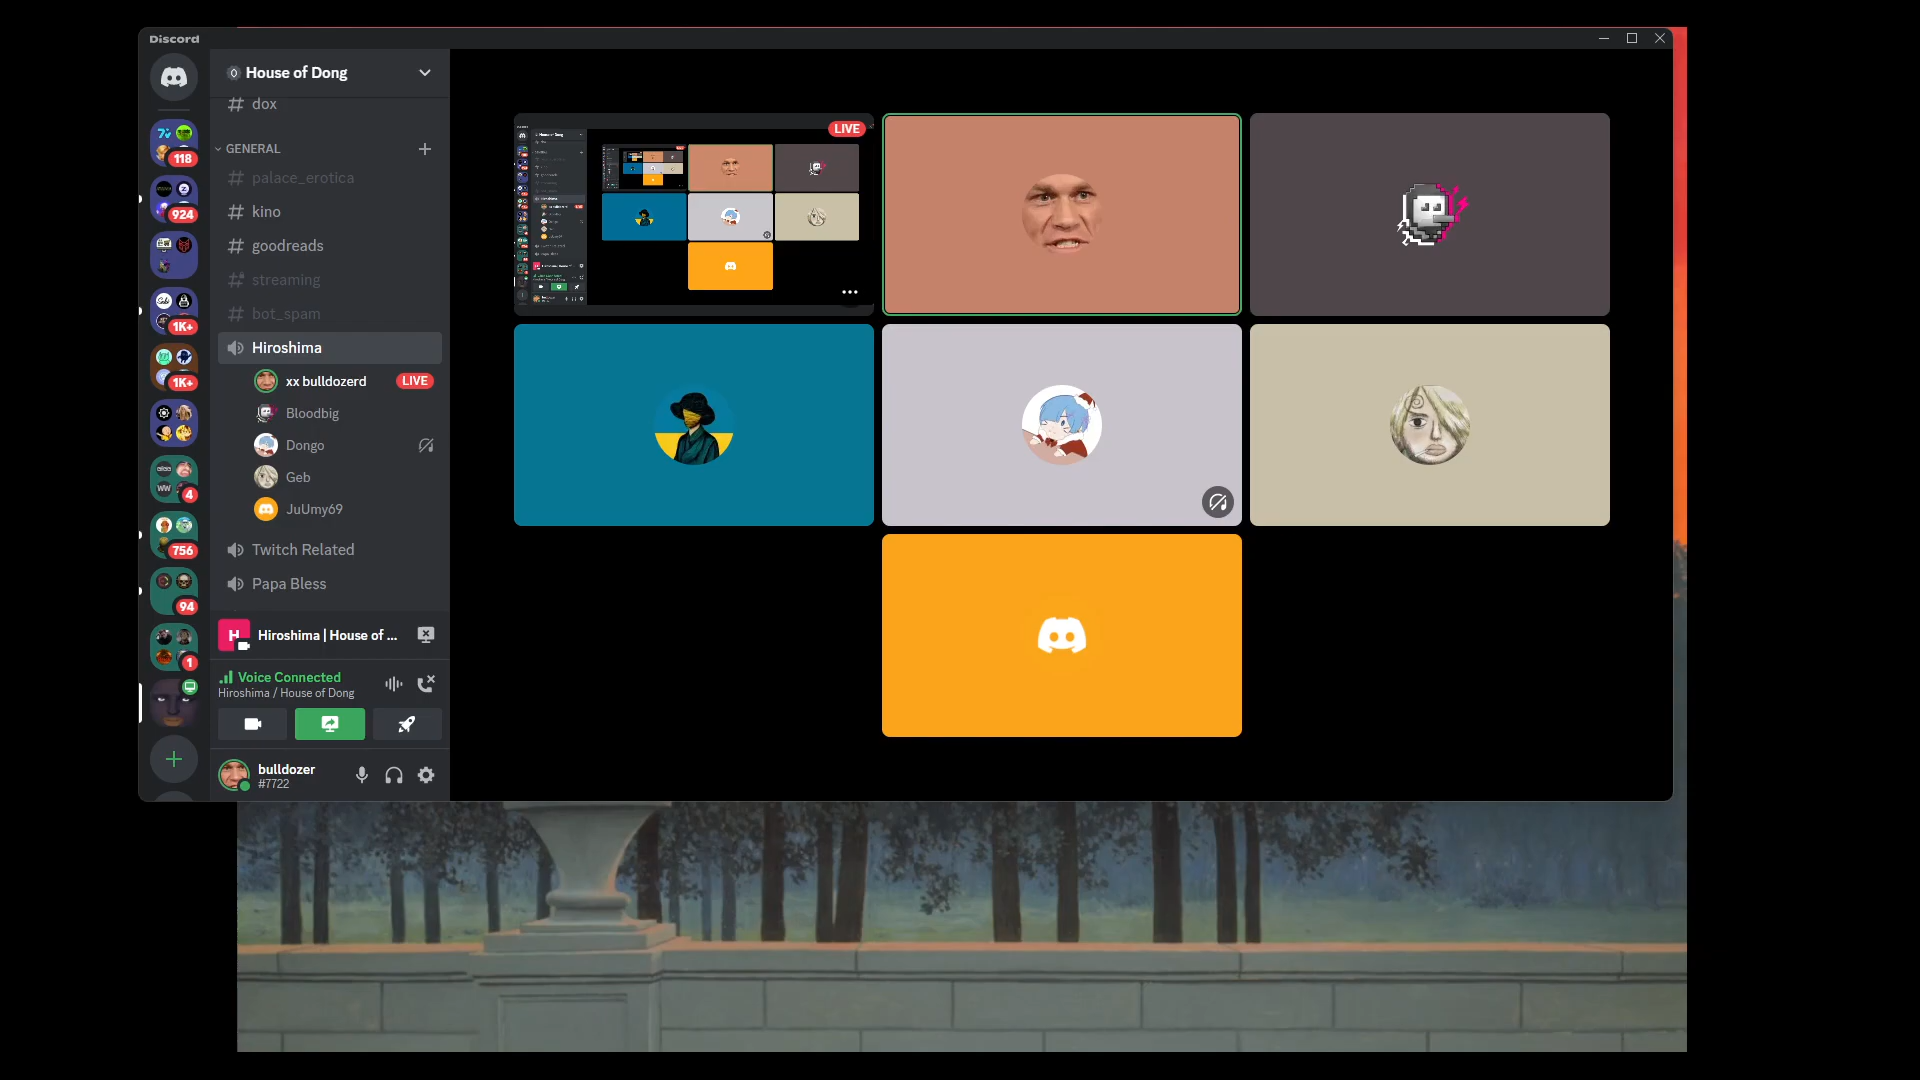 Discord
House of Dong
dox
GENERAL
palace_erotica
kino
goodreads
streaming
bot_spam
Hiroshima
xx bulldozerd LIVE
Bloodbig
Dongo
Geb
JuUmy69
Twitch Related
Papa Bless
H
Hiroshima | House of ...
Voice Connected
Hiroshima / House of Dong
bulldozer
#7722
118
924
1K+
1K+
4
756
94
1
LIVE